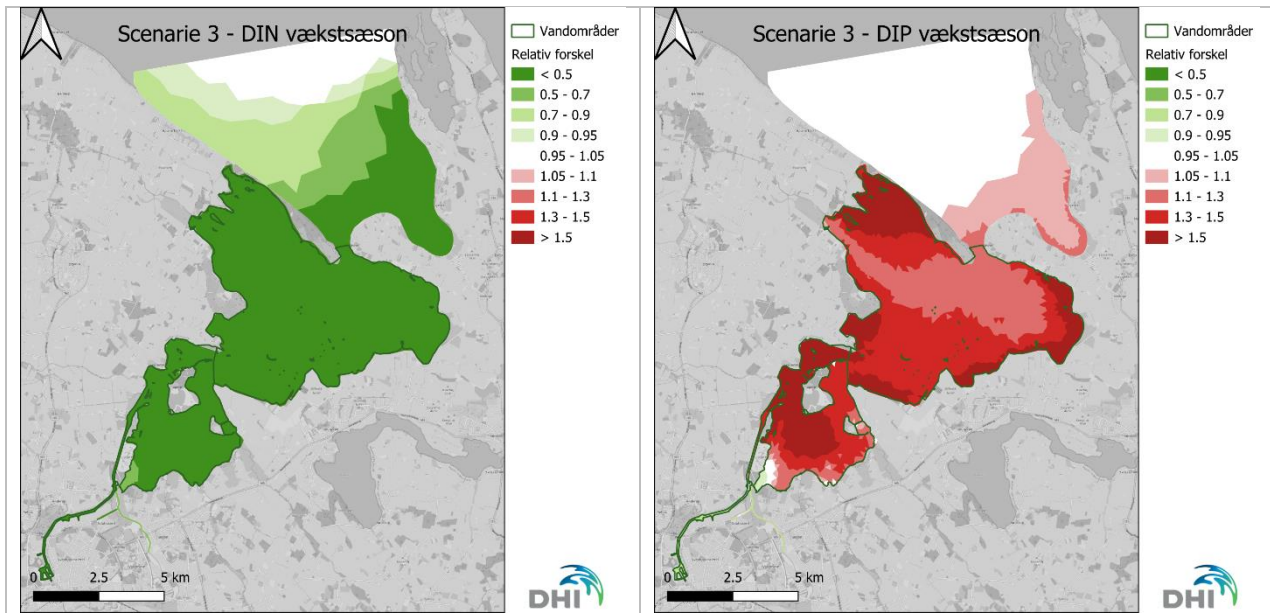 Scenarie 3 - DIN vækstsæson
Vandområder
Relativ forskel
< 0.5
0.5 - 0.7
0.7 - 0.9
0.9 - 0.95
0.95 - 1.05
1.05 - 1.1
1.1 - 1.3
1.3 - 1.5
> 1.5
0 2.5 5 km
DHI
Scenarie 3 - DIP vækstsæson
Vandområder
Relativ forskel
< 0.5
0.5 - 0.7
0.7 - 0.9
0.9 - 0.95
0.95 - 1.05
1.05 - 1.1
1.1 - 1.3
1.3 - 1.5
> 1.5
0 2.5 5 km
DHI